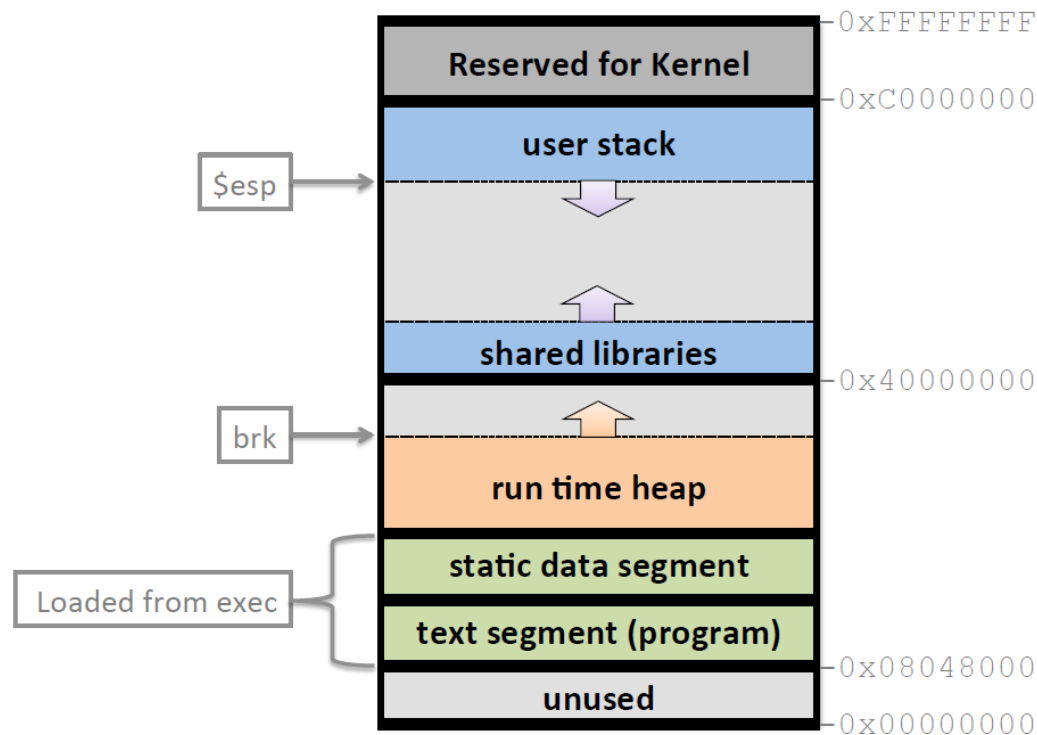 0xFFFFFFFF
Reserved for Kernel
0xC0000000
user stack
$esp
shared libraries
0x40000000
brk
run time heap
static data segment
Loaded from exec
text segment (program)
0x08048000
unused
0x00000000